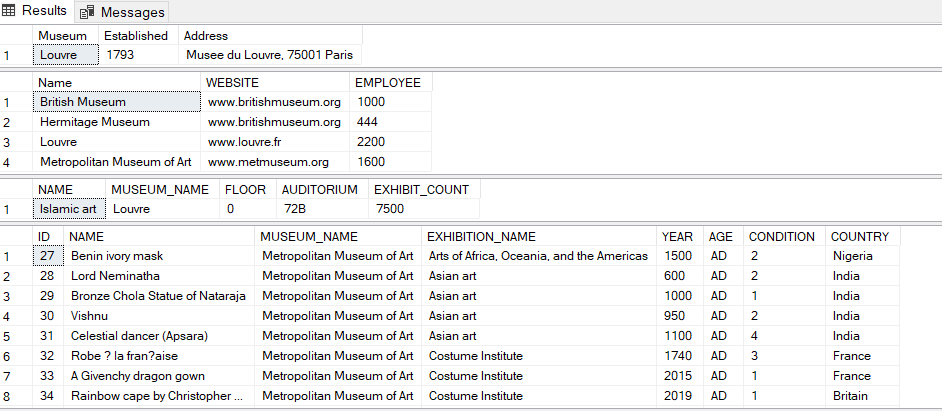 Results Messages
Museum Established Address
1 Louvre 1793 Musee du Louvre, 75001 Paris
Name WEBSITE EMPLOYEE
1 British Museum www.britishmuseum.org 1000
2 Hermitage Museum www.britishmuseum.org 444
3 Louvre www.louvre.fr 2200
4 Metropolitan Museum of Art www.metmuseum.org 1600
NAME MUSEUM_NAME FLOOR AUDITORIUM EXHIBIT_COUNT
1 Islamic art Louvre 0 72B 7500
ID NAME MUSEUM_NAME EXHIBITION_NAME YEAR AGE CONDITION COUNTRY
1 27 Benin ivory mask Metropolitan Museum of Art Arts of Africa, Oceania, and the Americas 1500 AD 2 Nigeria
2 28 Lord Neminatha Metropolitan Museum of Art Asian art 600 AD 2 India
3 29 Bronze Chola Statue of Nataraja Metropolitan Museum of Art Asian art 1000 AD 1 India
4 30 Vishnu Metropolitan Museum of Art Asian art 950 AD 2 India
5 31 Celestial dancer (Apsara) Metropolitan Museum of Art Asian art 1100 AD 4 India
6 32 Robe ? la fran?aise Metropolitan Museum of Art Costume Institute 1740 AD 3 France
7 33 A Givenchy dragon gown Metropolitan Museum of Art Costume Institute 2015 AD 1 France
8 34 Rainbow cape by Christopher ... Metropolitan Museum of Art Costume Institute 2019 AD 1 Britain